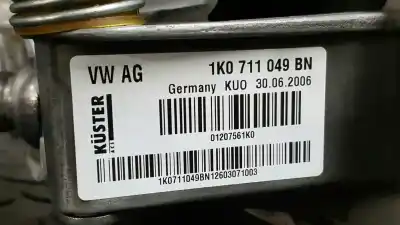 VW AG 1K0 711 049 BN
Germany KUO 30.06.2006
KÜSTER
01207561K0
1K0711049BN12603071003